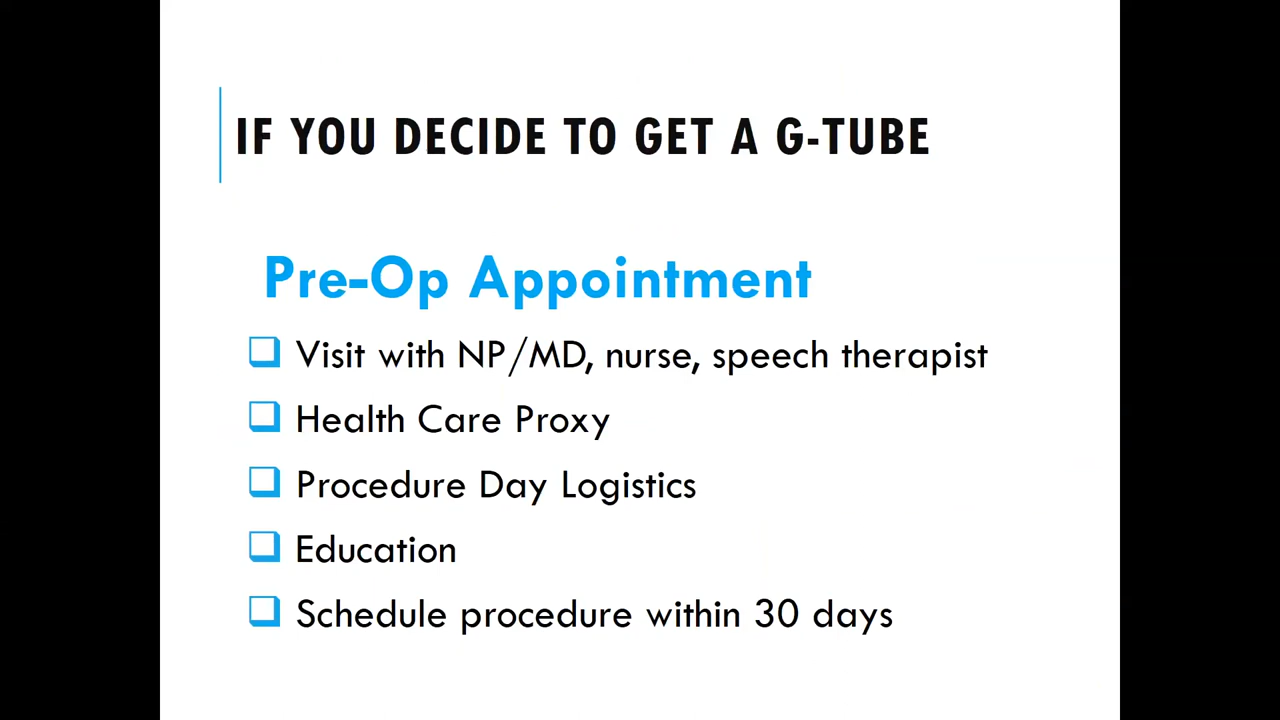 IF YOU DECIDE TO GET A G-TUBE
Pre-Op Appointment
Visit with NP/MD, nurse, speech therapist
Health Care Proxy
Procedure Day Logistics
Education
Schedule procedure within 30 days